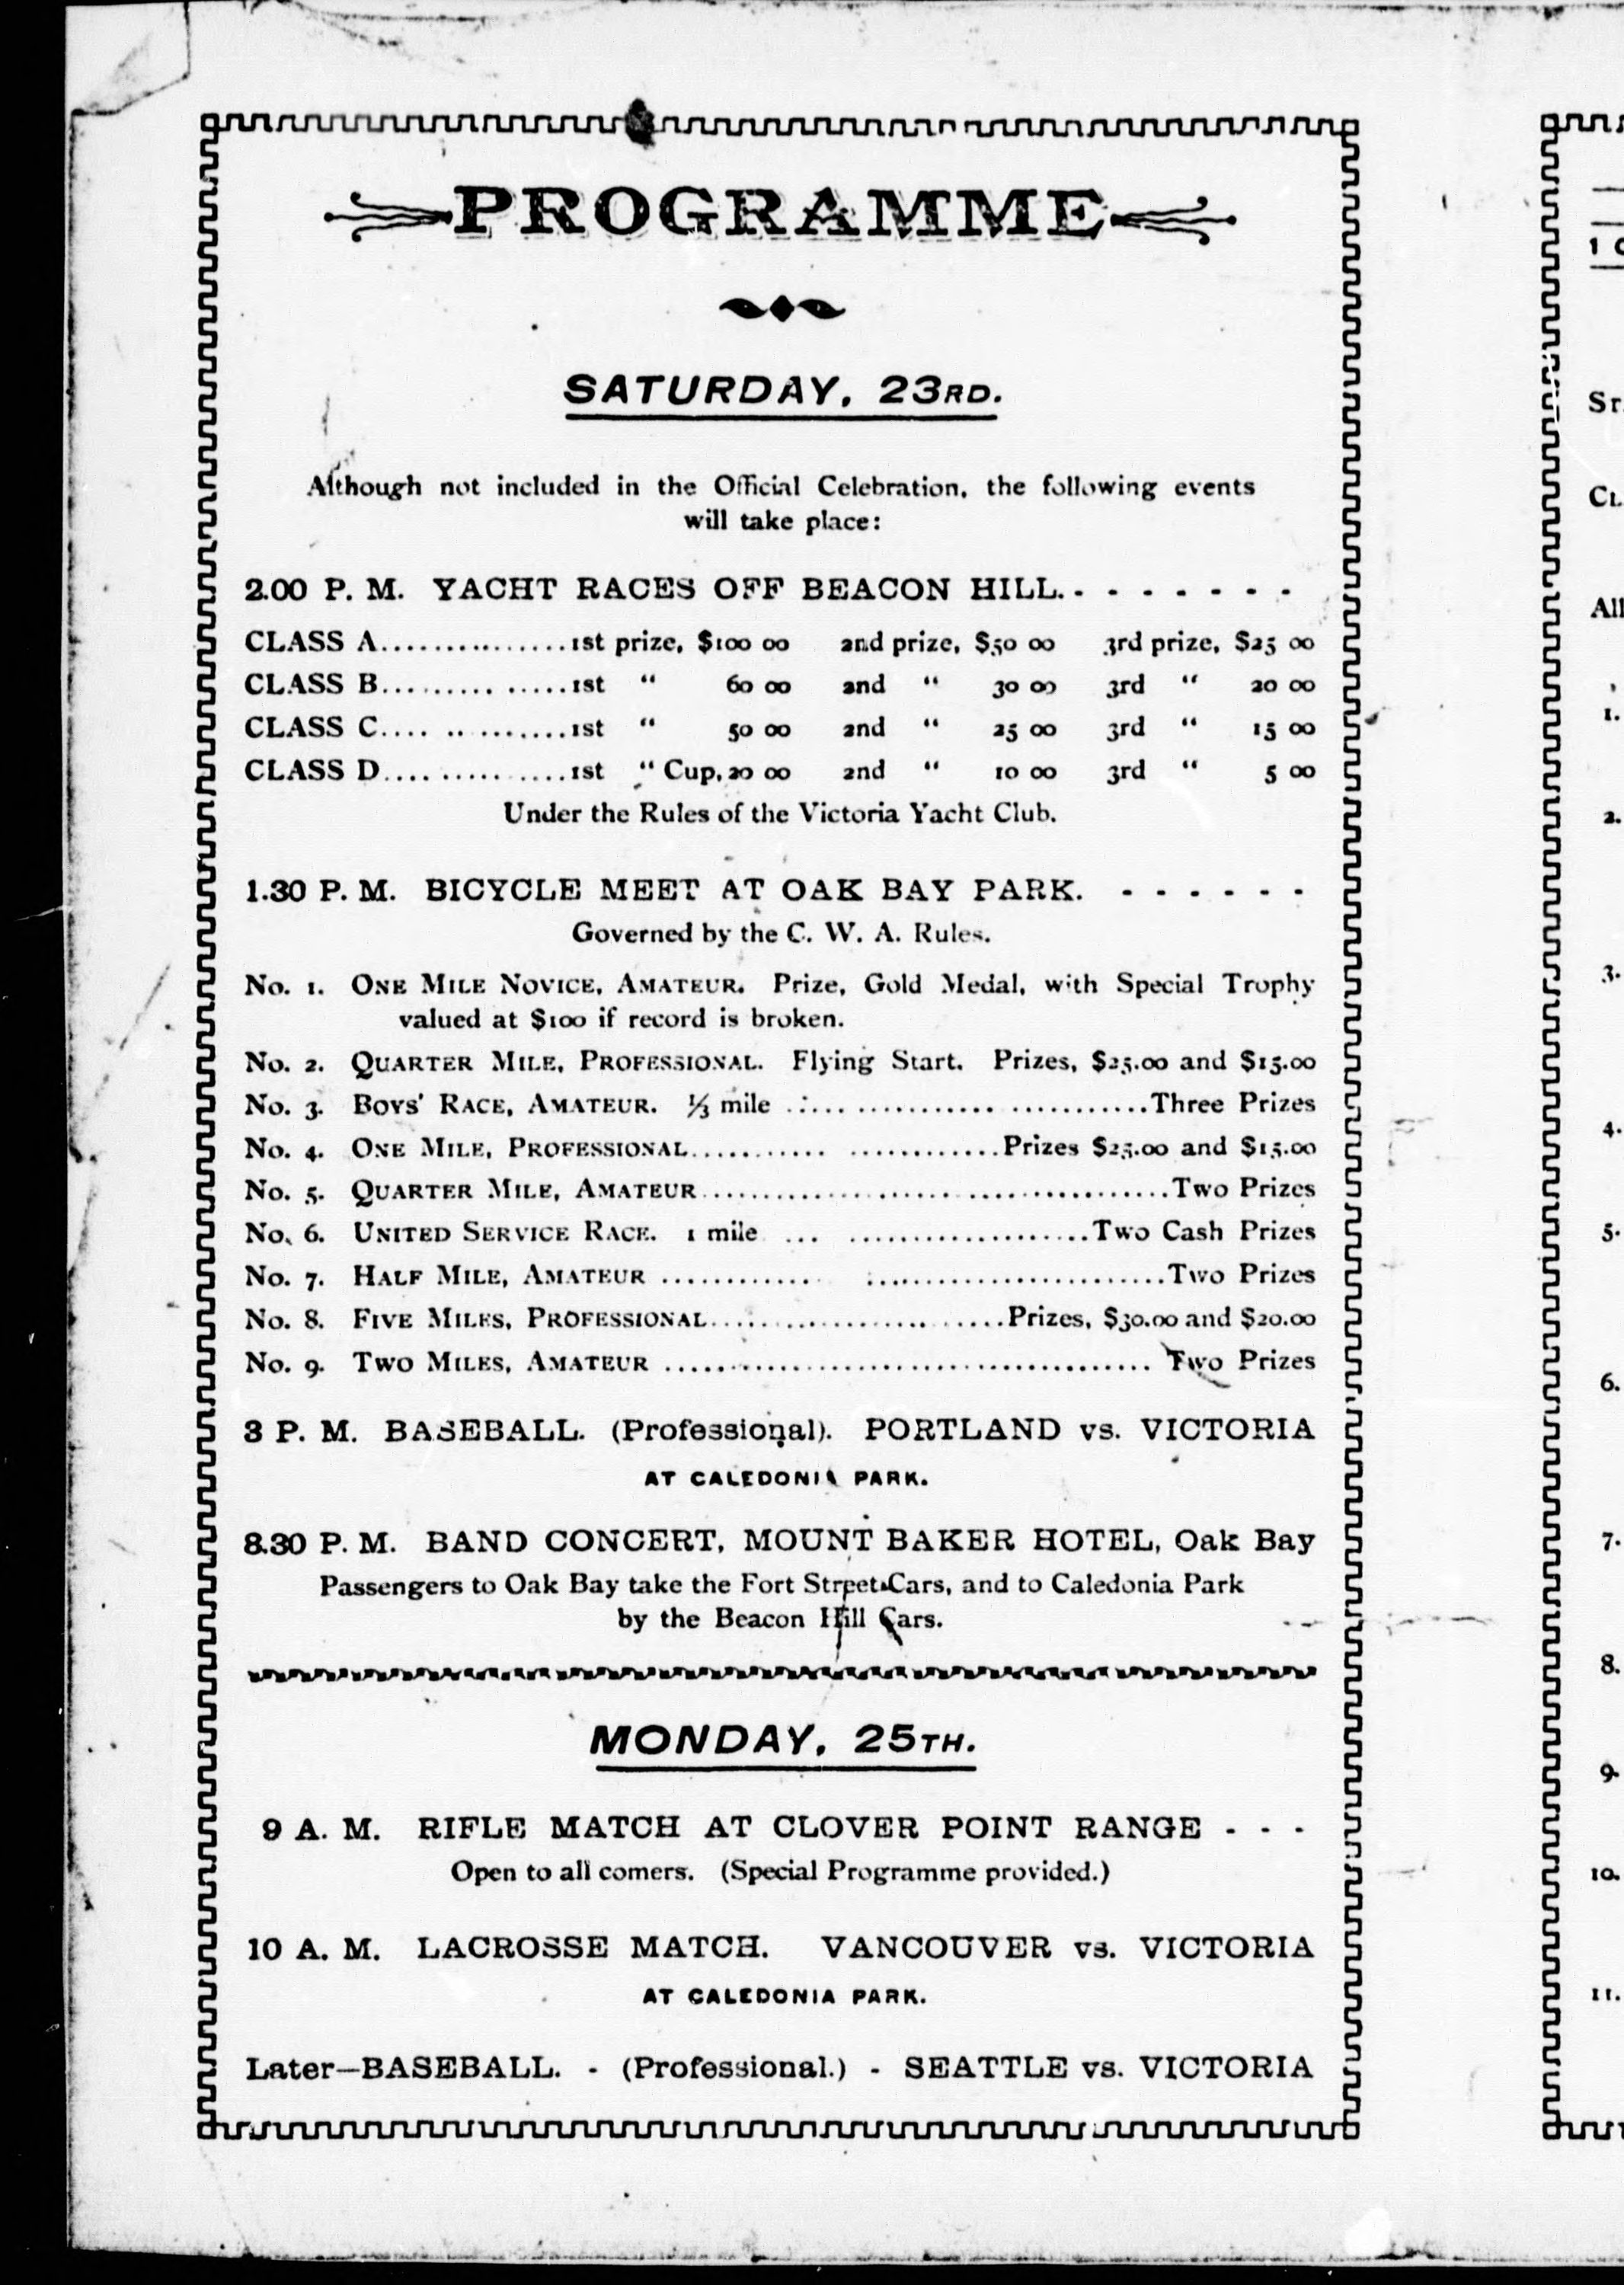 PROGRAMME
SATURDAY, 23RD.
Although not included in the Official Celebration, the following events
will take place:
2.00 P. M. YACHT RACES OFF BEACON HILL. - - - - - - -
CLASS A..................1st prize, $100 00 2nd prize, $50 00 3rd prize, $25 00
CLASS B..................1st " 60 00 2nd " 30 00 3rd " 20 00
CLASS C..................1st " 50 00 2nd " 25 00 3rd " 15 00
CLASS D..................1st " Cup, 20 00 2nd " 10 00 3rd " 5 00
Under the Rules of the Victoria Yacht Club.
1.30 P. M. BICYCLE MEET AT OAK BAY PARK. - - - - - -
Governed by the C. W. A. Rules.
No. 1. ONE MILE NOVICE, AMATEUR. Prize, Gold Medal, with Special Trophy
valued at $100 if record is broken.
No. 2. QUARTER MILE, PROFESSIONAL. Flying Start. Prizes, $25.00 and $15.00
No. 3. BOYS' RACE, AMATEUR. ⅓ mile ..............................Three Prizes
No. 4. ONE MILE, PROFESSIONAL..........................Prizes $25.00 and $15.00
No. 5. QUARTER MILE, AMATEUR......................................Two Prizes
No. 6. UNITED SERVICE RACE. 1 mile ... ......................Two Cash Prizes
No. 7. HALF MILE, AMATEUR ......................................Two Prizes
No. 8. FIVE MILES, PROFESSIONAL..........................Prizes, $30.00 and $20.00
No. 9. TWO MILES, AMATEUR ...................................... Two Prizes
3 P. M. BASEBALL. (Professional). PORTLAND vs. VICTORIA
AT CALEDONIA PARK.
8.30 P. M. BAND CONCERT, MOUNT BAKER HOTEL, Oak Bay
Passengers to Oak Bay take the Fort Street Cars, and to Caledonia Park
by the Beacon Hill Cars.
MONDAY, 25TH.
9 A. M. RIFLE MATCH AT CLOVER POINT RANGE - - -
Open to all comers. (Special Programme provided.)
10 A. M. LACROSSE MATCH. VANCOUVER vs. VICTORIA
AT CALEDONIA PARK.
Later—BASEBALL. - (Professional.) - SEATTLE vs. VICTORIA
1.
2.
3.
4.
5.
6.
7.
8.
9.
10.
11.